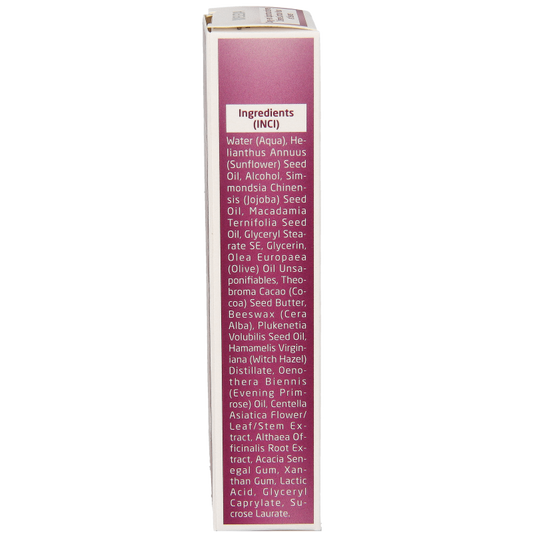 Ingredients
(INCI)
Water (Aqua), He-
lianthus Annuus
(Sunflower) Seed
Oil, Alcohol, Sim-
mondsia Chinen-
sis (Jojoba) Seed
Oil, Macadamia
Ternifolia Seed
Oil, Glyceryl Stea-
rate SE, Glycerin,
Olea Europaea
(Olive) Oil Unsa-
ponifiables, Theo-
broma Cacao (Co-
coa) Seed Butter,
Beeswax (Cera
Alba), Plukenetia
Volubilis Seed Oil,
Hamamelis Virgin-
iana (Witch Hazel)
Distillate, Oeno-
thera Biennis
(Evening Prim-
rose) Oil, Centella
Asiatica Flower/
Leaf/Stem Ex-
tract, Althaea Of-
ficinalis Root Ex-
tract, Acacia Sen-
egal Gum, Xan-
than Gum, Lactic
Acid, Glyceryl
Caprylate, Su-
crose Laurate.